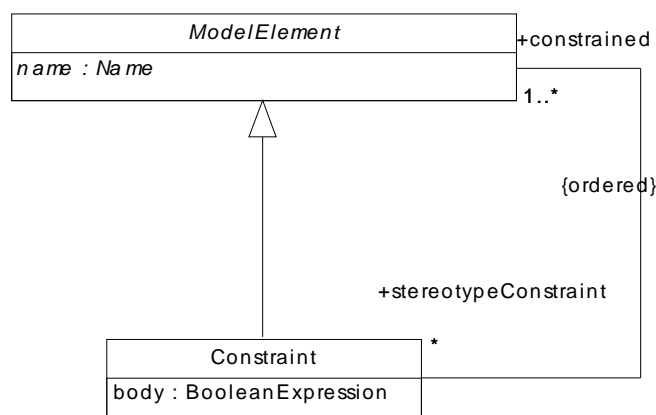 ModelElement
+constrained
name : Name
1..*
{ordered}
+stereotypeConstraint
*
Constraint
body : BooleanExpression